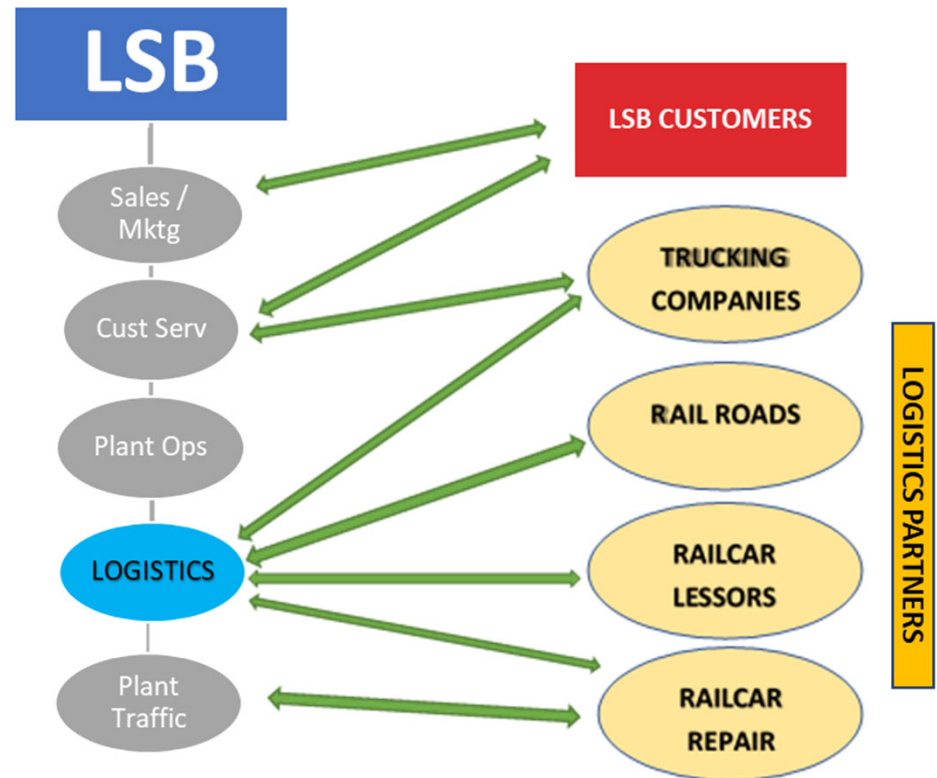 LSB
Sales /
Mktg
Cust Serv
Plant Ops
LOGISTICS
Plant
Traffic
LSB CUSTOMERS
TRUCKING
COMPANIES
RAIL ROADS
RAILCAR
LESSORS
RAILCAR
REPAIR
LOGISTICS PARTNERS